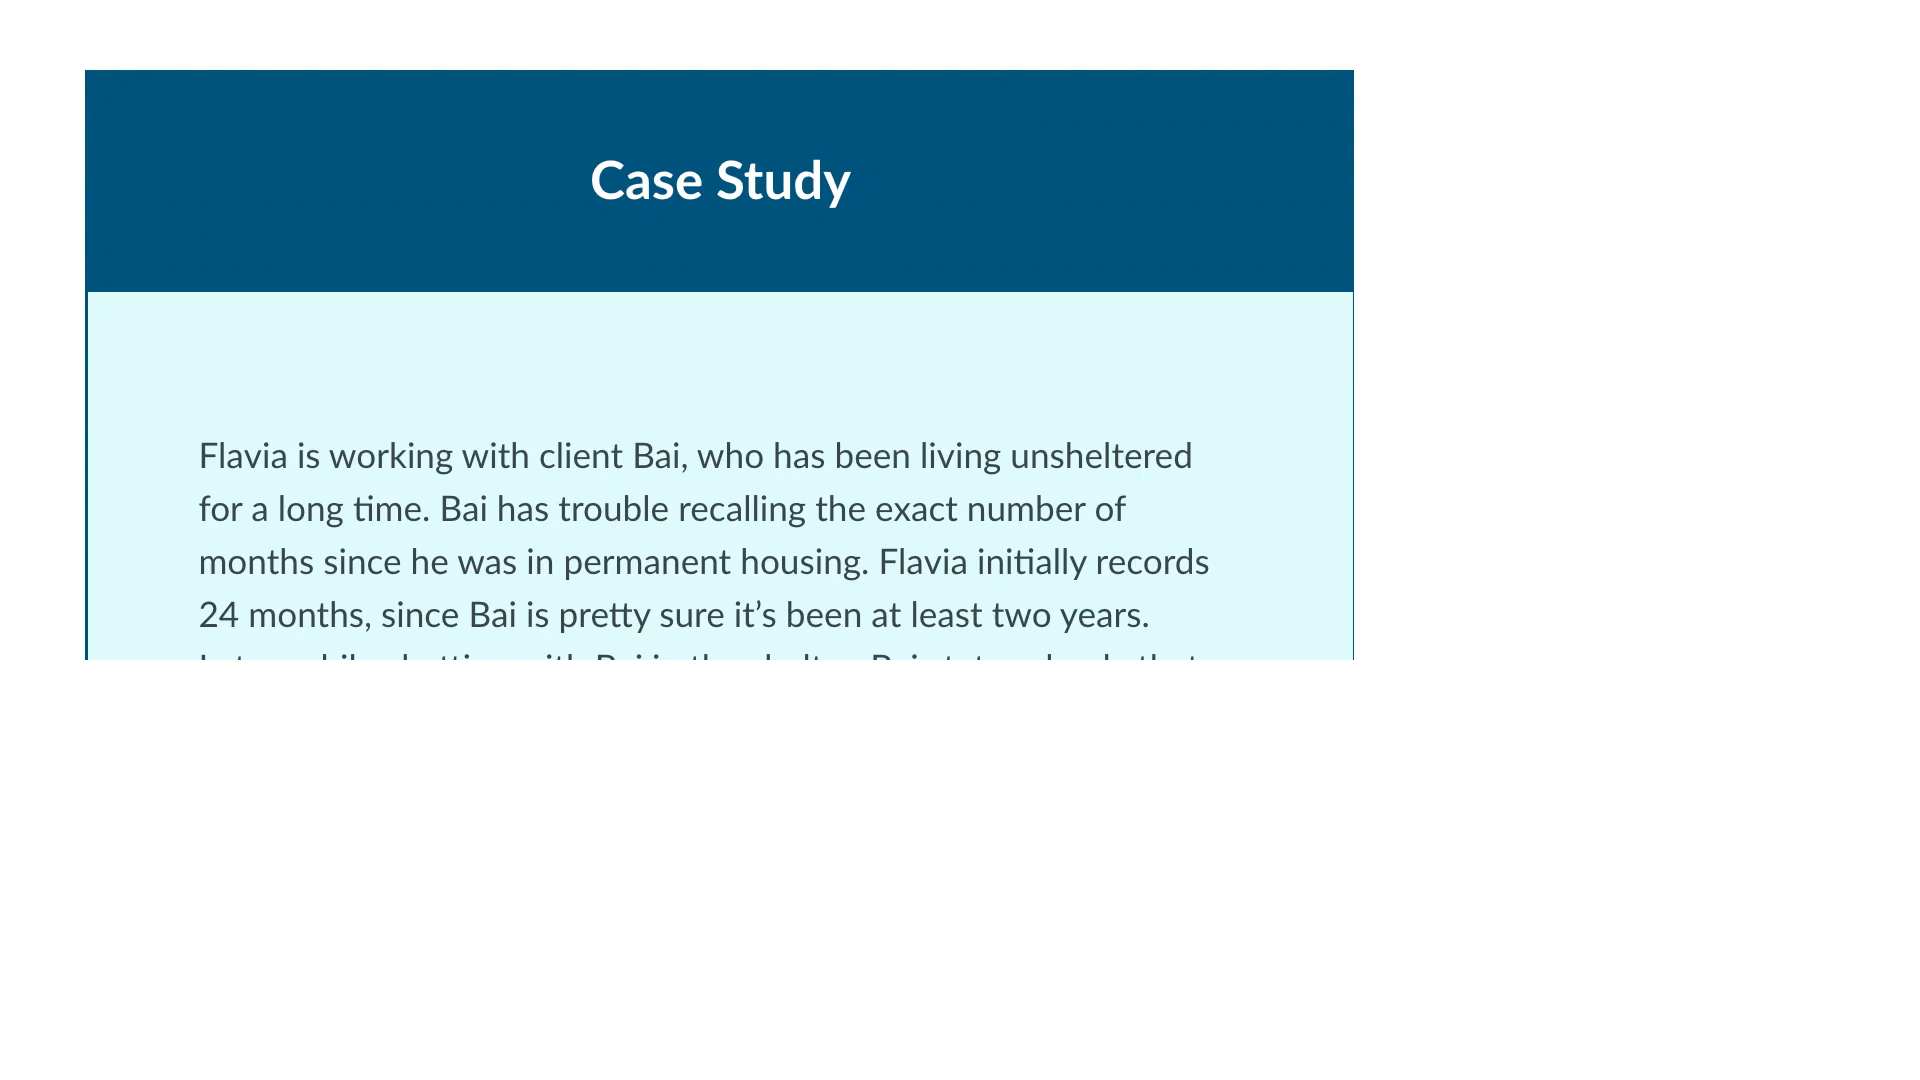 Case Study
Flavia is working with client Bai, who has been living unsheltered
for a long time. Bai has trouble recalling the exact number of
months since he was in permanent housing. Flavia initially records
24 months, since Bai is pretty sure it’s been at least two years.